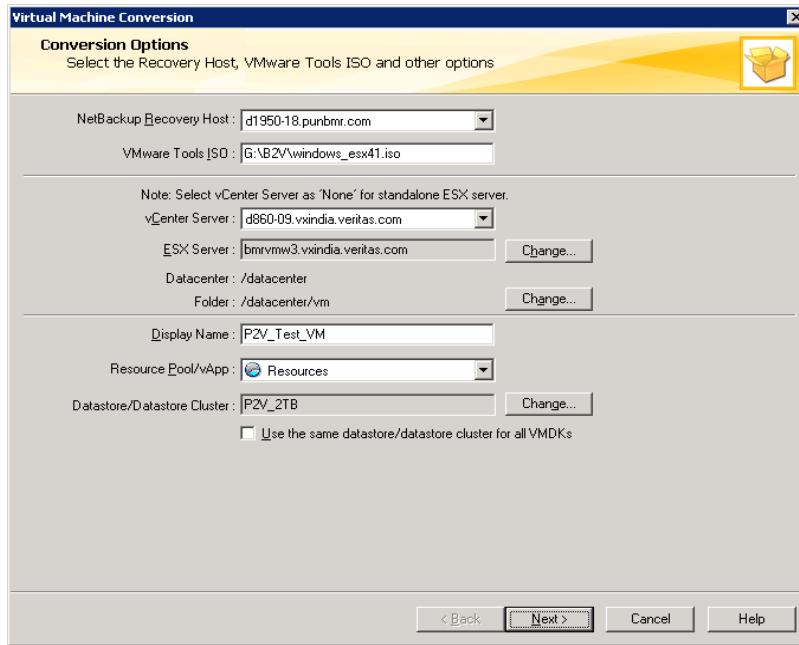 Virtual Machine Conversion
Conversion Options
Select the Recovery Host, VMware Tools ISO and other options
NetBackup Recovery Host : d1950-18.punbmr.com
VMware Tools ISO : G:\B2V\windows_esx41.iso
Note: Select vCenter Server as 'None' for standalone ESX server.
vCenter Server : d860-09.vxindia.veritas.com
ESX Server : bmrvmw3.vxindia.veritas.com Change...
Datacenter : /datacenter
Folder : /datacenter/vm Change...
Display Name : P2V_Test_VM
Resource Pool/vApp : Resources
Datastore/Datastore Cluster : P2V_2TB Change...
Use the same datastore/datastore cluster for all VMDKs
< Back Next > Cancel Help